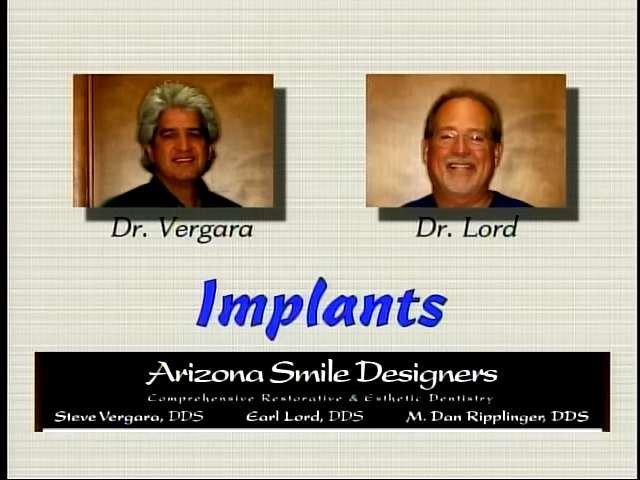 Dr. Vergara
Dr. Lord
Implants
Arizona Smile Designers
Comprehensive Restorative & Esthetic Dentistry
Steve Vergara, DDS Earl Lord, DDS M. Dan Ripplinger, DDS